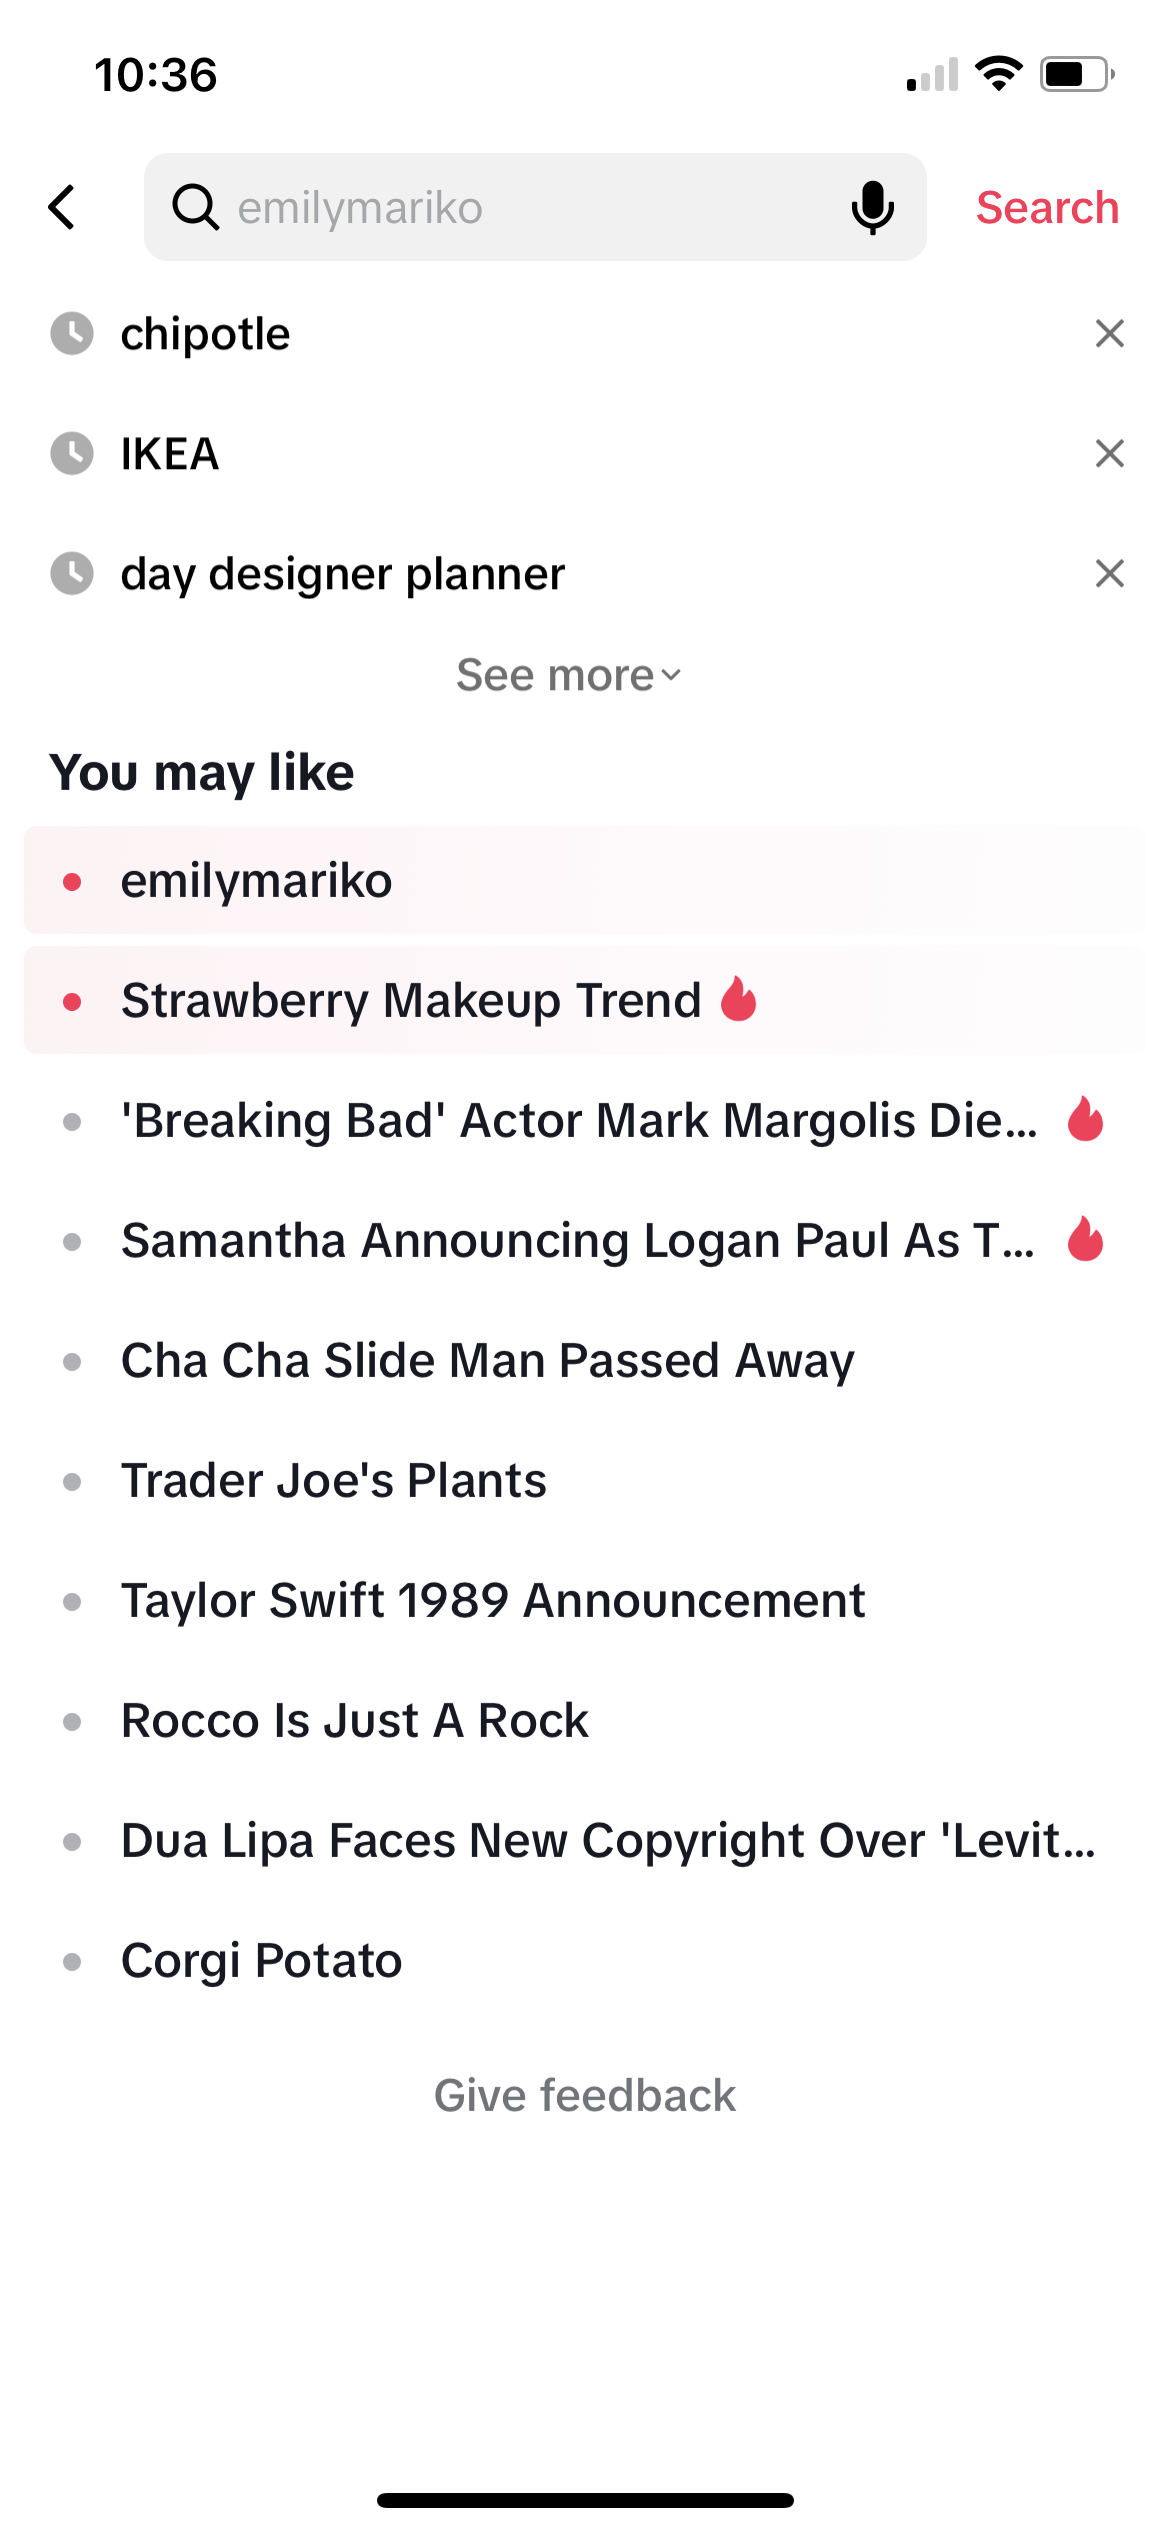 10:36
emilymariko
Search
chipotle
IKEA
day designer planner
See more
You may like
emilymariko
Strawberry Makeup Trend
'Breaking Bad' Actor Mark Margolis Die...
Samantha Announcing Logan Paul As T...
Cha Cha Slide Man Passed Away
Trader Joe's Plants
Taylor Swift 1989 Announcement
Rocco Is Just A Rock
Dua Lipa Faces New Copyright Over 'Levit...
Corgi Potato
Give feedback